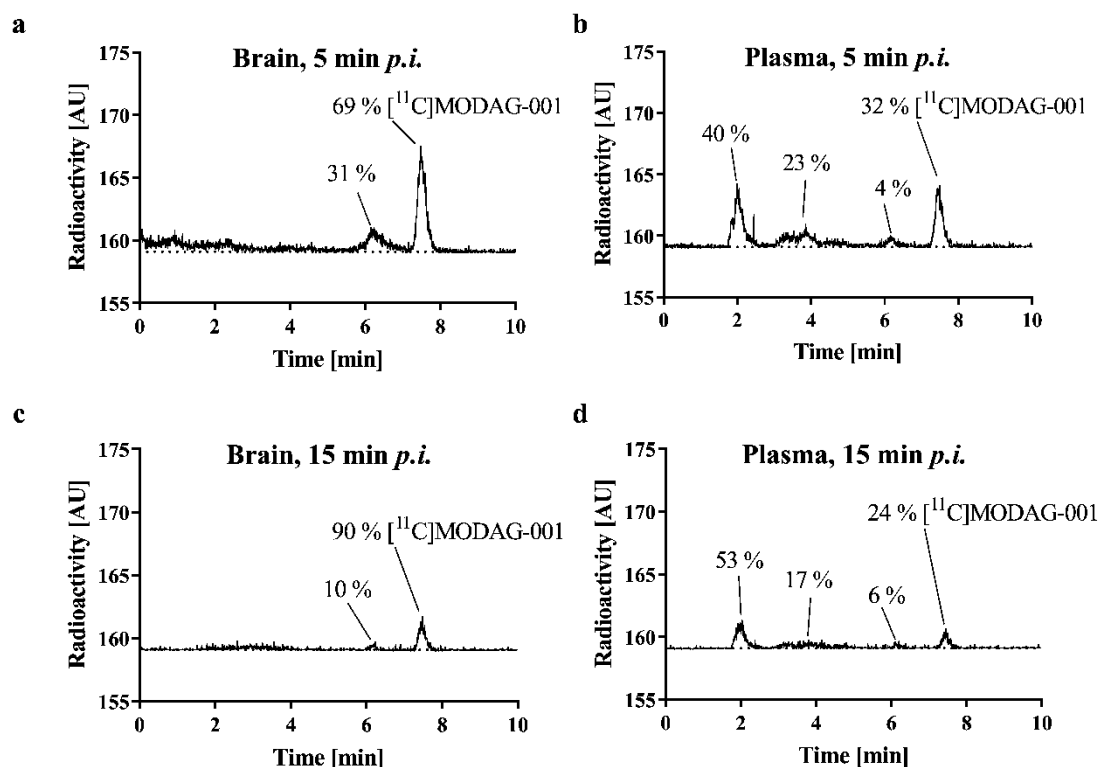 a
Brain, 5 min p.i.
Radioactivity [AU]
175
170
165
160
155
69 % [¹¹C]MODAG-001
31 %
0 2 4 6 8 10
Time [min]
b
Plasma, 5 min p.i.
Radioactivity [AU]
175
170
165
160
155
40 %
23 %
4 %
32 % [¹¹C]MODAG-001
0 2 4 6 8 10
Time [min]
c
Brain, 15 min p.i.
Radioactivity [AU]
175
170
165
160
155
90 % [¹¹C]MODAG-001
10 %
0 2 4 6 8 10
Time [min]
d
Plasma, 15 min p.i.
Radioactivity [AU]
175
170
165
160
155
53 %
17 %
6 %
24 % [¹¹C]MODAG-001
0 2 4 6 8 10
Time [min]